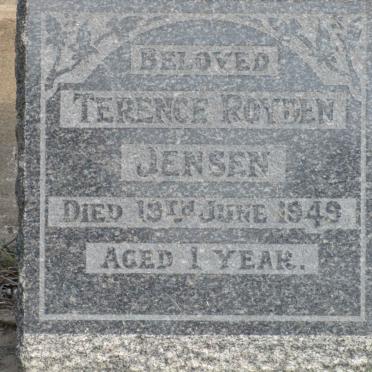 BELOVED
TERENCE ROYDEN
JENSEN
DIED 19TH JUNE 1949
AGED 1 YEAR.